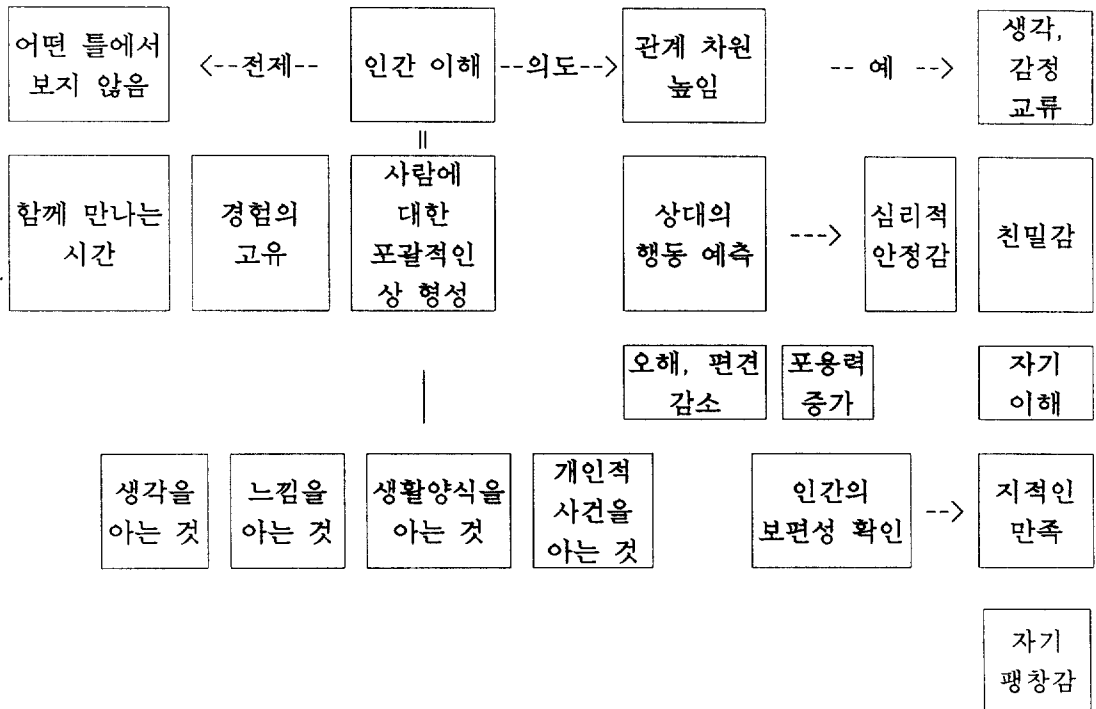 어떤 틀에서
보지 않음
<--전제--
인간 이해
--의도-->
관계 차원
높임
-- 예 -->
생각,
감정
교류
||
함께 만나는
시간
경험의
고유
사람에
대한
포괄적인
상 형성
상대의
행동 예측
--->
심리적
안정감
친밀감
오해, 편견
감소
포용력
증가
자기
이해
생각을
아는 것
느낌을
아는 것
생활양식을
아는 것
개인적
사건을
아는 것
인간의
보편성 확인
-->
지적인
만족
자기
팽창감